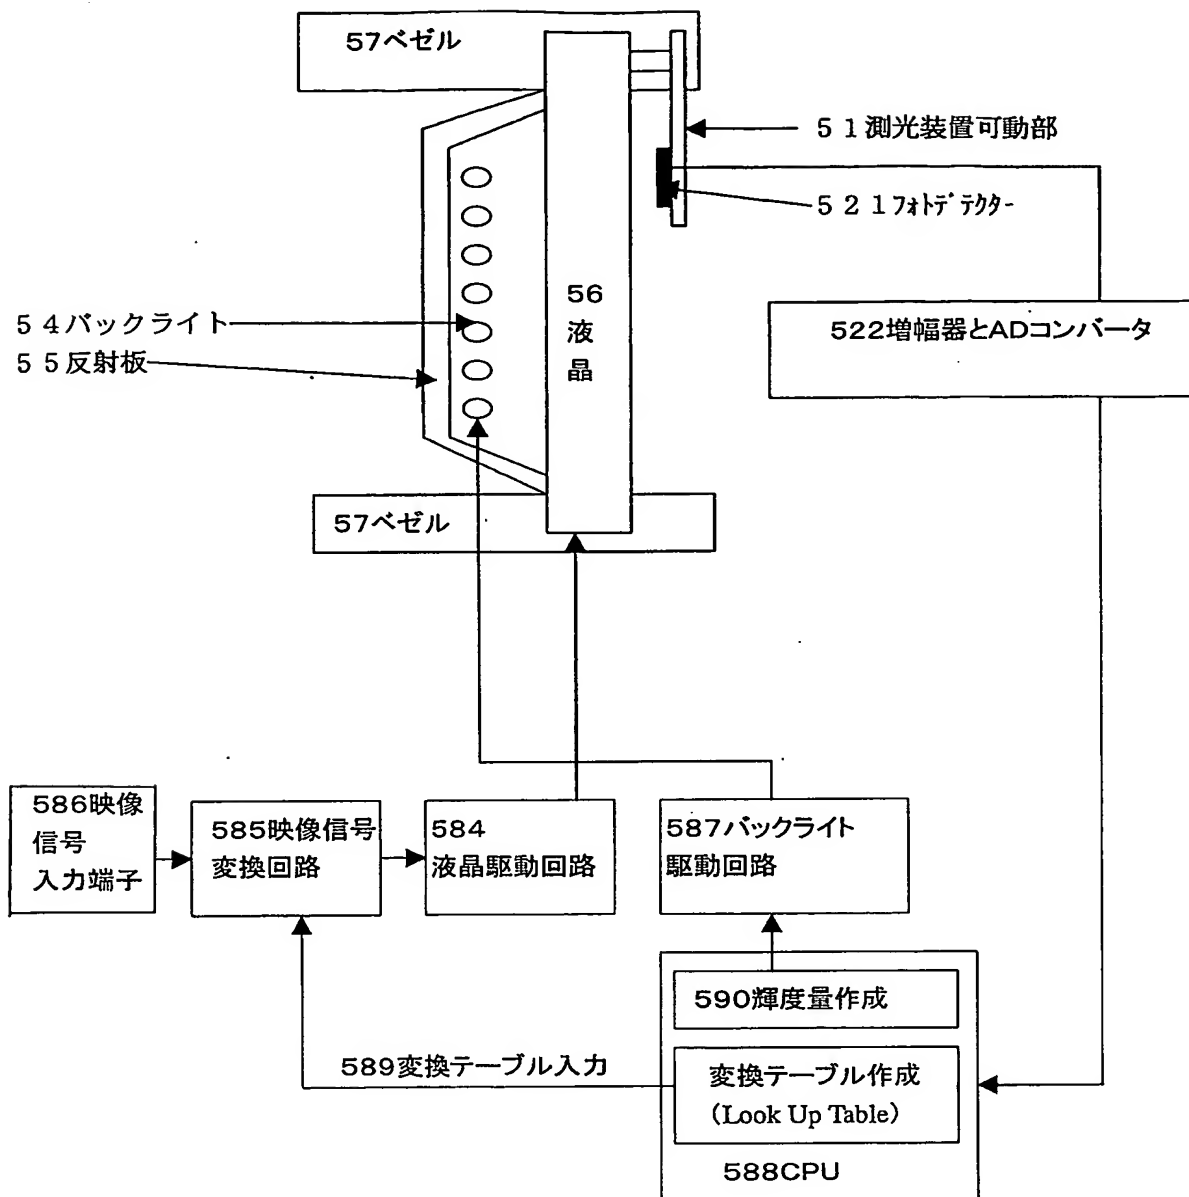 57ベゼル
51測光装置可動部
521フォトデテクター
56
液
晶
54バックライト
55反射板
522増幅器とADコンバータ
57ベゼル
586映像
信号
入力端子
585映像信号
変換回路
584
液晶駆動回路
587バックライト
駆動回路
590輝度量作成
589変換テーブル入力
変換テーブル作成
(Look Up Table)
588CPU